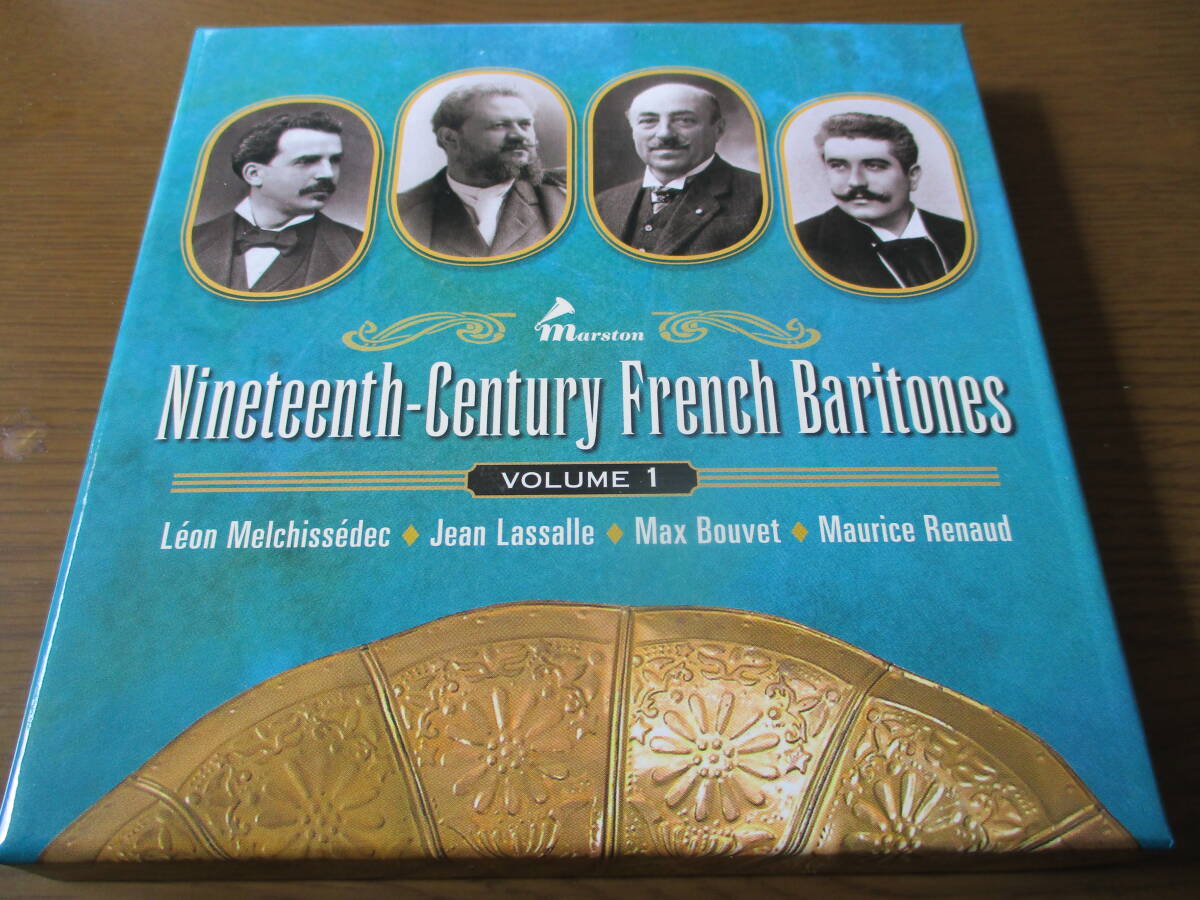 Marston
Nineteenth-Century French Baritones
VOLUME 1
Léon Melchissédec ◆ Jean Lassalle ◆ Max Bouvet ◆ Maurice Renaud